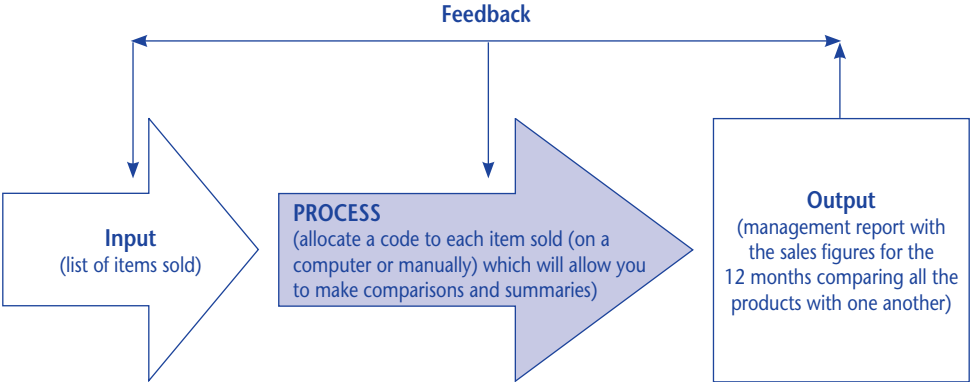 Feedback
Input
(list of items sold)
PROCESS
(allocate a code to each item sold (on a
computer or manually) which will allow you
to make comparisons and summaries)
Output
(management report with
the sales figures for the
12 months comparing all the
products with one another)